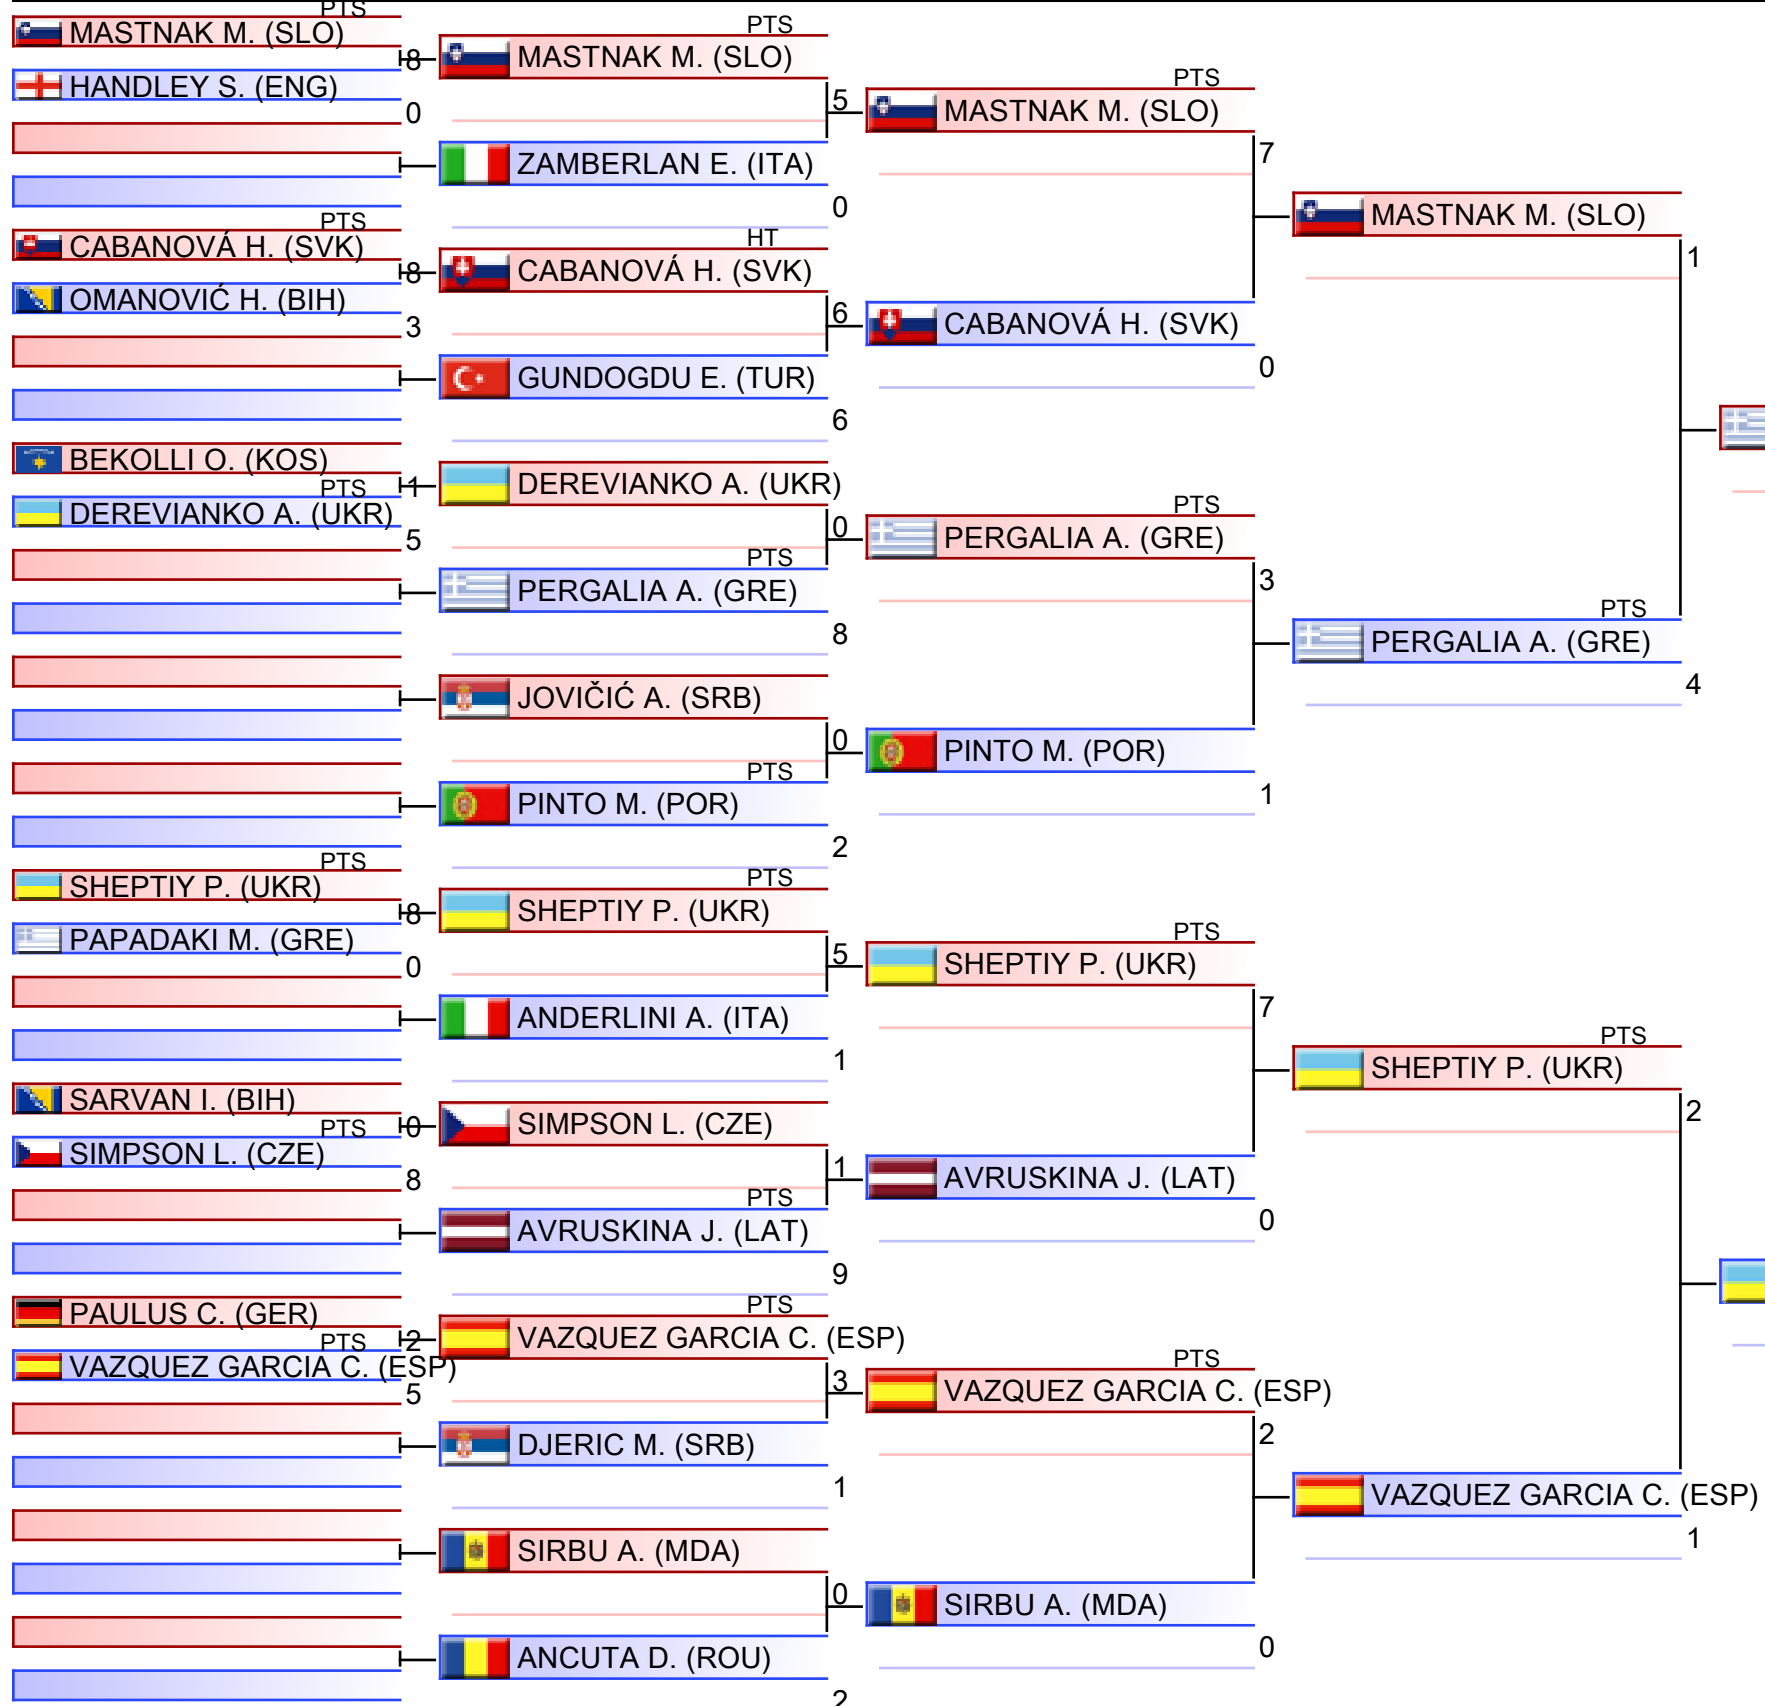 PTS
MASTNAK M. (SLO)
8
HANDLEY S. (ENG)
0
PTS
CABANOVÁ H. (SVK)
8
OMANOVIĆ H. (BIH)
3
BEKOLLI O. (KOS)
1
PTS
DEREVIANKO A. (UKR)
5
PTS
SHEPTIY P. (UKR)
8
PAPADAKI M. (GRE)
0
SARVAN I. (BIH)
0
PTS
SIMPSON L. (CZE)
8
PAULUS C. (GER)
2
PTS
VAZQUEZ GARCIA C. (ESP)
5
PTS
MASTNAK M. (SLO)
5
ZAMBERLAN E. (ITA)
0
HT
CABANOVÁ H. (SVK)
6
GUNDOGDU E. (TUR)
6
DEREVIANKO A. (UKR)
0
PTS
PERGALIA A. (GRE)
8
JOVIČIĆ A. (SRB)
0
PTS
PINTO M. (POR)
2
PTS
SHEPTIY P. (UKR)
5
ANDERLINI A. (ITA)
1
SIMPSON L. (CZE)
1
PTS
AVRUSKINA J. (LAT)
9
PTS
VAZQUEZ GARCIA C. (ESP)
3
DJERIC M. (SRB)
1
SIRBU A. (MDA)
0
ANCUTA D. (ROU)
2
PTS
MASTNAK M. (SLO)
7
CABANOVÁ H. (SVK)
0
PTS
PERGALIA A. (GRE)
3
PINTO M. (POR)
1
PTS
SHEPTIY P. (UKR)
7
AVRUSKINA J. (LAT)
0
PTS
VAZQUEZ GARCIA C. (ESP)
2
SIRBU A. (MDA)
0
MASTNAK M. (SLO)
1
PTS
PERGALIA A. (GRE)
4
PTS
SHEPTIY P. (UKR)
2
VAZQUEZ GARCIA C. (ESP)
1